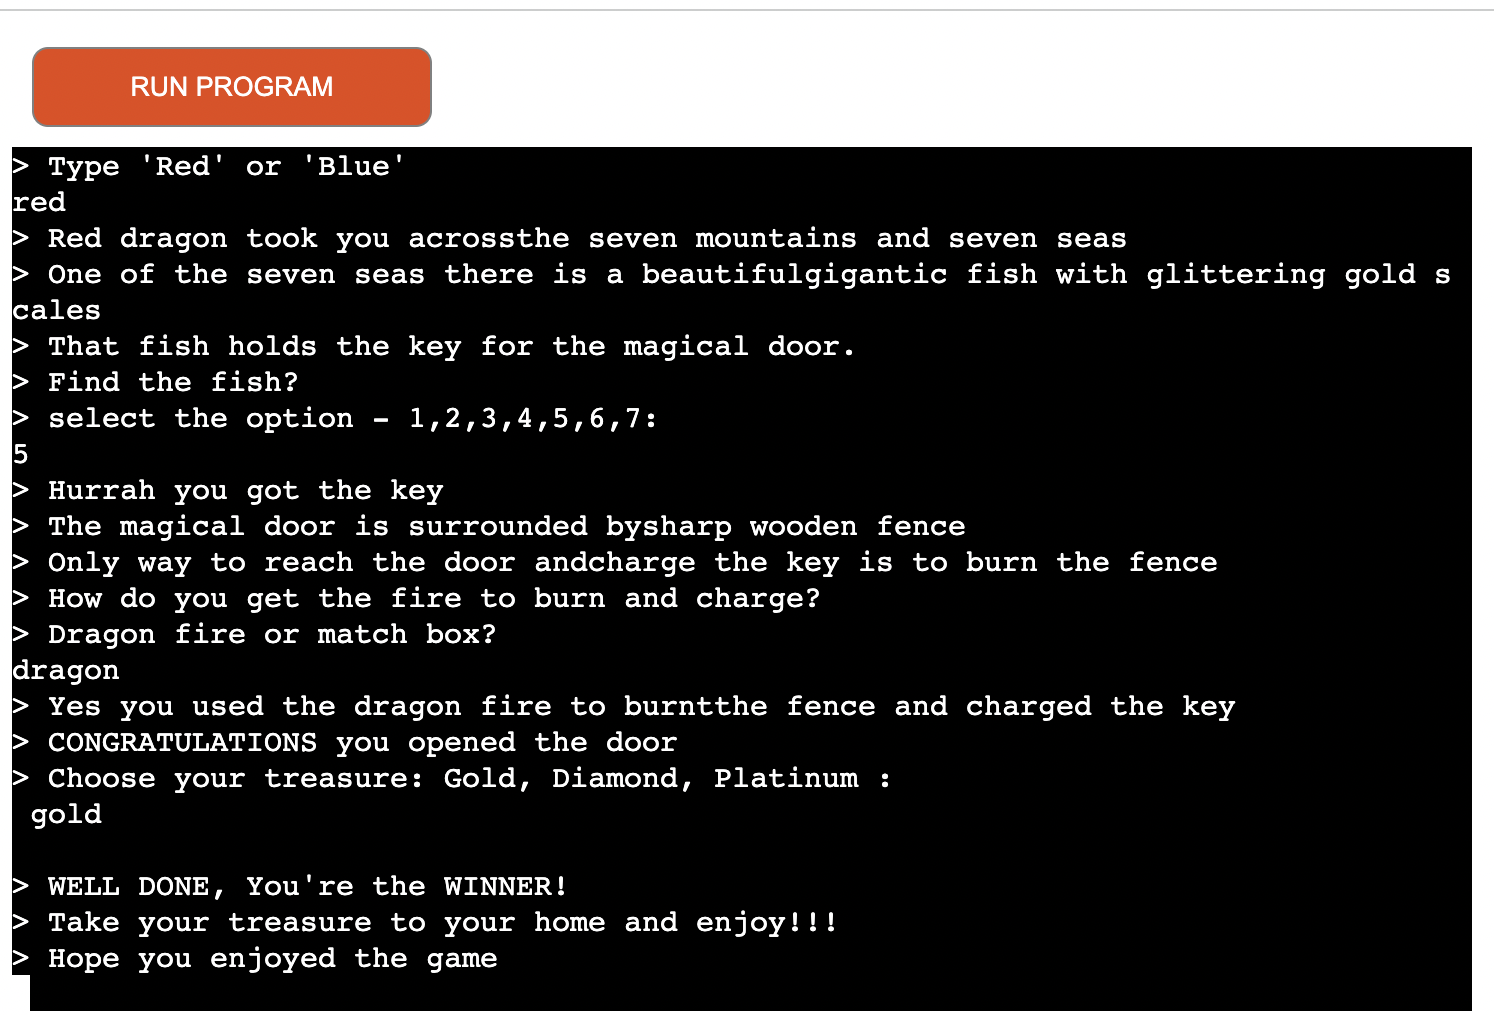 RUN PROGRAM
> Type 'Red' or 'Blue'
red
> Red dragon took you acrossthe seven mountains and seven seas
> One of the seven seas there is a beautifulgigantic fish with glittering gold s
cales
> That fish holds the key for the magical door.
> Find the fish?
> select the option - 1,2,3,4,5,6,7:
5
> Hurrah you got the key
> The magical door is surrounded bysharp wooden fence
> Only way to reach the door andcharge the key is to burn the fence
> How do you get the fire to burn and charge?
> Dragon fire or match box?
dragon
> Yes you used the dragon fire to burntthe fence and charged the key
> CONGRATULATIONS you opened the door
> Choose your treasure: Gold, Diamond, Platinum :
gold
> WELL DONE, You're the WINNER!
> Take your treasure to your home and enjoy!!!
> Hope you enjoyed the game